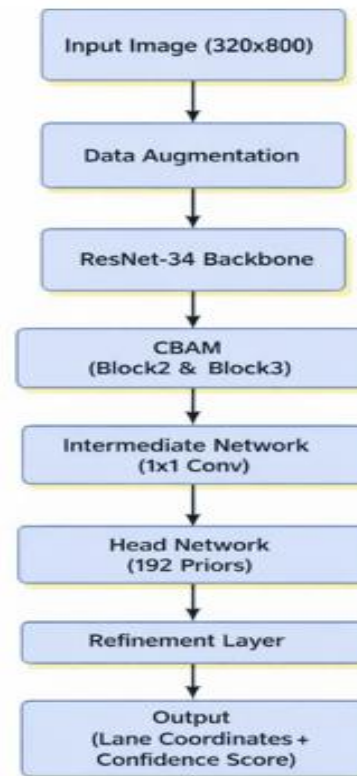 Input Image (320x800)
Data Augmentation
ResNet-34 Backbone
CBAM
(Block2 & Block3)
Intermediate Network
(1x1 Conv)
Head Network
(192 Priors)
Refinement Layer
Output
(Lane Coordinates +
Confidence Score)